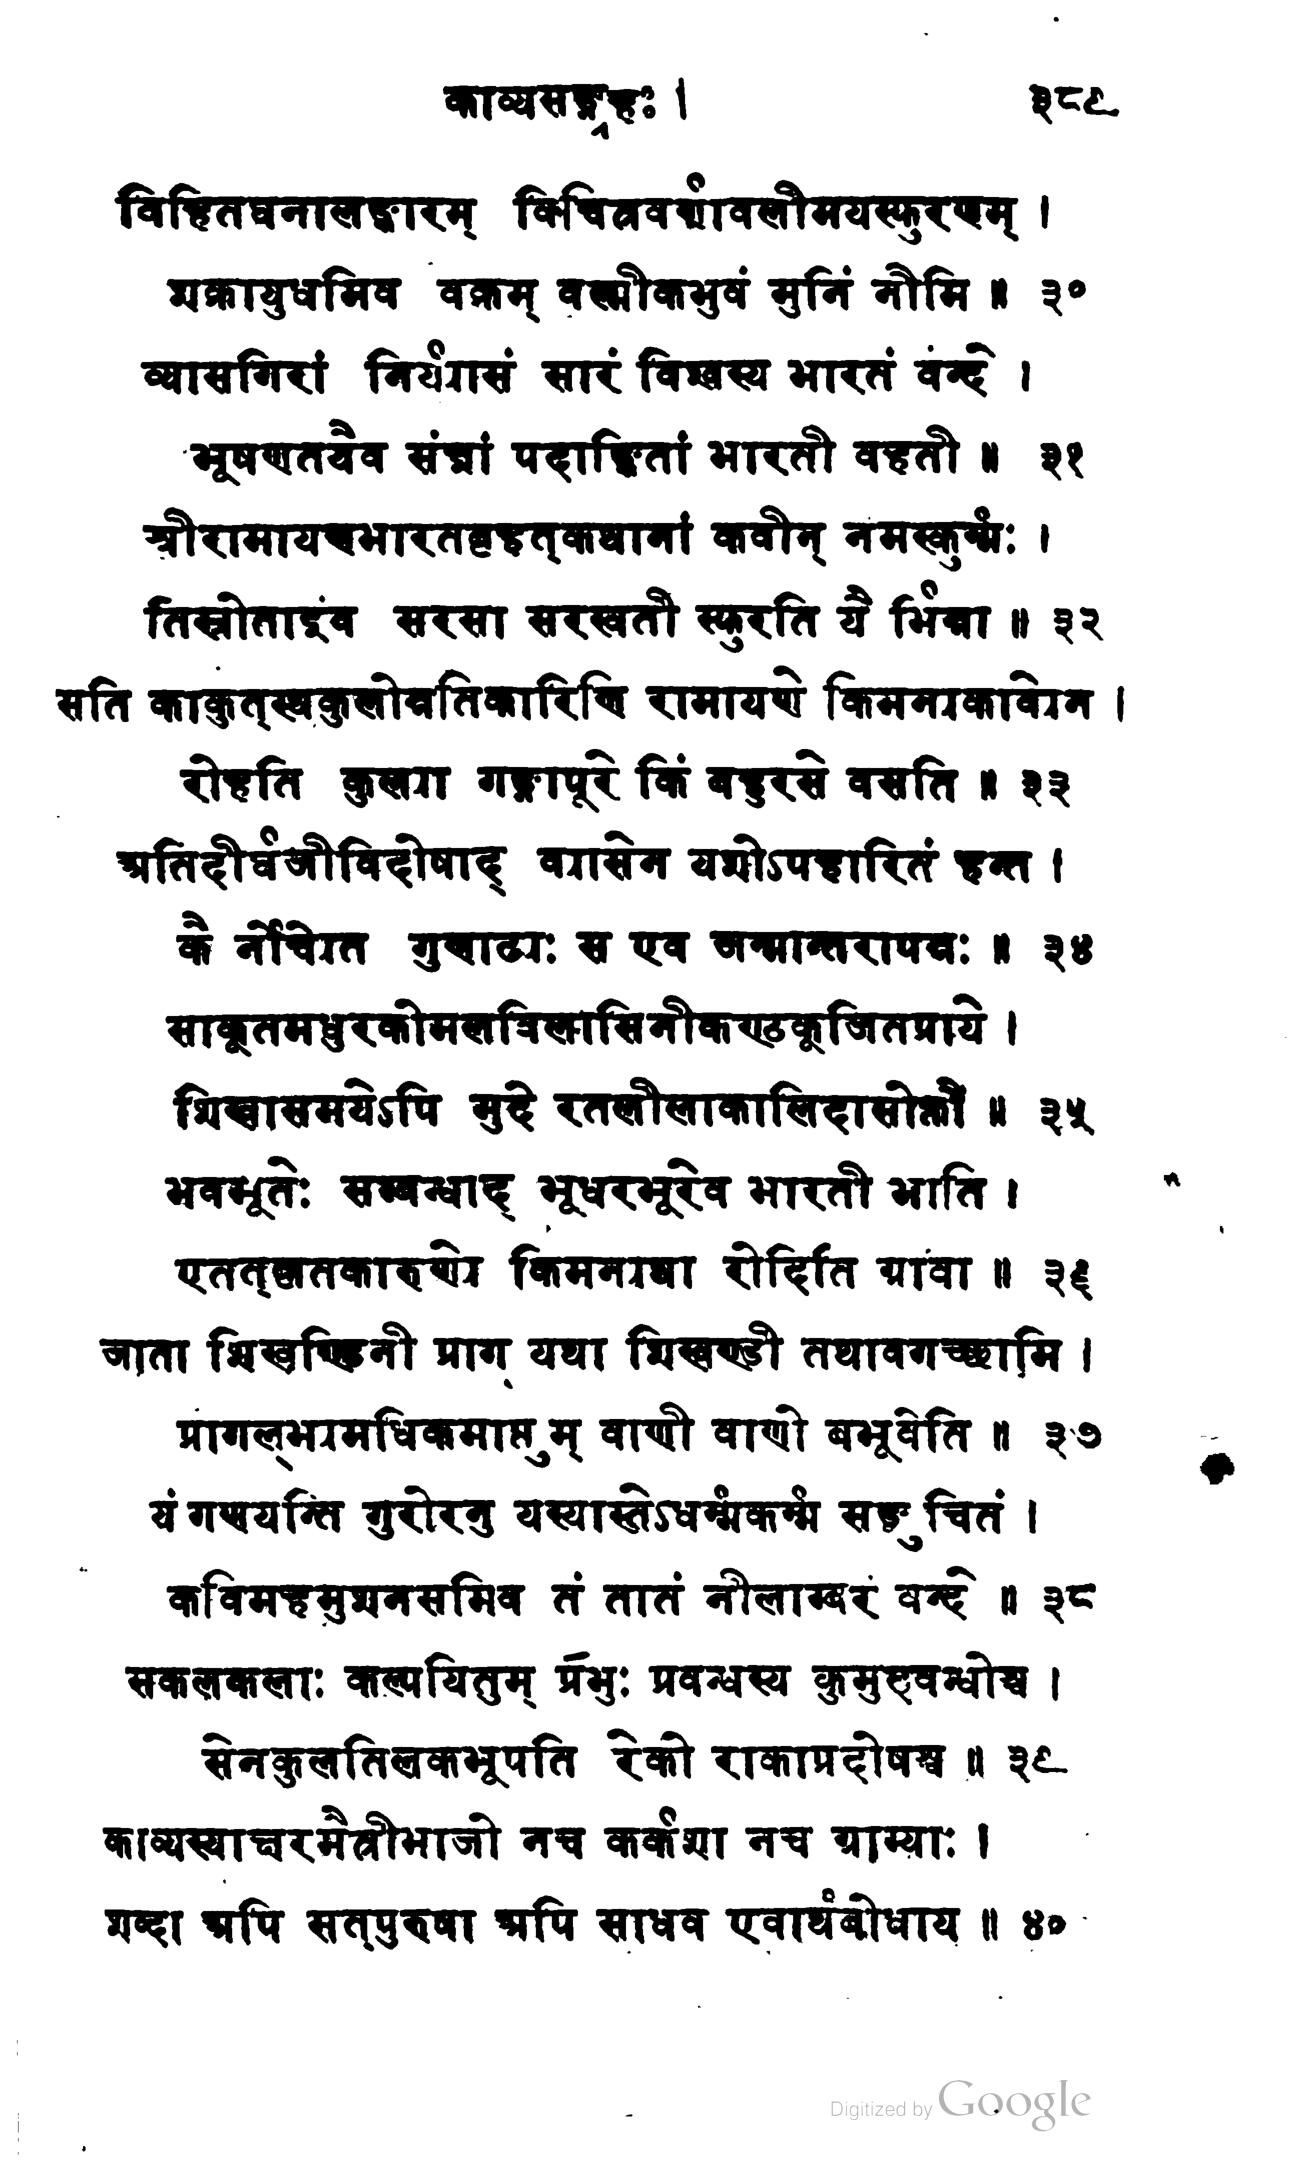 काव्यसङ्ग्रहः । ३८९
विहितघनालङ्कारम् विचित्रवर्णावलीमयस्फुरणम् ।
शक्रायुधमिव वक्रम् वल्मीकभुवं मुनिं नौमि ॥ ३०
व्यासगिरां निर्य्यासं सारं विश्वस्य भारतं वन्दे ।
भूषणतयैव संज्ञां पदाङ्कितां भारती वहती ॥ ३१
श्रीरामायणभारतवृहत्कथानां कवीन् नमस्कुर्म्मः ।
तिस्रोताइव सरसा सरस्वती स्फुरति यै र्भिन्ना ॥ ३२
सति काकुत्स्थकुलोन्नतिकारिणि रामायणे किमन्यकाव्येन ।
रोहति कुल्या गङ्गापूरे किं बहुरसे वसति ॥ ३३
अतिदीर्घजीविदोषाद् व्यासेन यशोऽपहारितं हन्त ।
कै र्नोच्येत गुणाढ्यः स एव जन्मान्तरापन्नः ॥ ३४
साकूतमधुरकोमलविलासिनीकण्ठकूजितप्राये ।
शिक्षासमयेऽपि मुदे रतलीलाकालिदासोक्ती ॥ ३५
भवभूतेः सम्बन्धाद् भूधरभूरेव भारती भाति ।
एतत्कृतकारुण्ये किमन्यथा रोदिति ग्रावा ॥ ३६
जाता शिखण्डिनी प्राग् यथा शिखण्डी तथावगच्छामि ।
प्रागल्भ्यमधिकमाप्तुम् वाणी वाणो बभूवेति ॥ ३७
यं गणयन्ति गुरोरनु यस्यास्तेऽधर्म्मकर्म्म सङ्कुचितं ।
कविमहमुशनसमिव तं तातं नीलाम्बरं वन्दे ॥ ३८
सकलकलाः कल्पयितुम् प्रभुः प्रवन्धस्य कुमुदवन्धोश्च ।
सेनकुलतिलकभूपति रेको राकाप्रदोषश्च ॥ ३९
काव्यस्याक्षरमैत्रीभाजो नच कर्कशा नच ग्राम्याः ।
शब्दा अपि सत्पुरुषा अपि साधव एवार्थबोधाय ॥ ४०
Digitized by Google